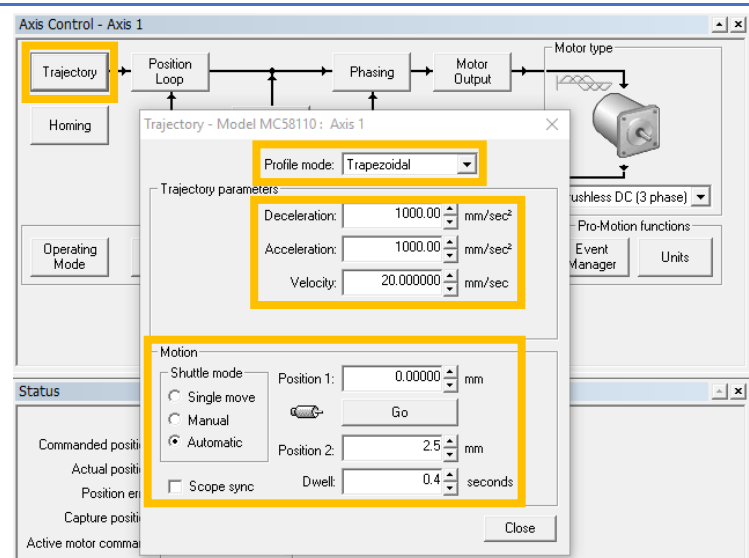 Axis Control - Axis 1
Motor type
Trajectory
Position
Loop
Phasing
Motor
Output
Homing
Trajectory - Model MC58110 : Axis 1
Profile mode: Trapezoidal
Trajectory parameters
Deceleration: 1000.00 mm/sec²
Acceleration: 1000.00 mm/sec²
Velocity: 20.000000 mm/sec
ushless DC (3 phase)
Pro-Motion functions
Operating
Mode
Event
Manager
Units
Motion
Shuttle mode
Single move
Manual
Automatic
Scope sync
Position 1: 0.00000 mm
Go
Position 2: 2.5 mm
Dwell: 0.4 seconds
Close
Status
Commanded positi
Actual positi
Position err
Capture positi
Active motor comma